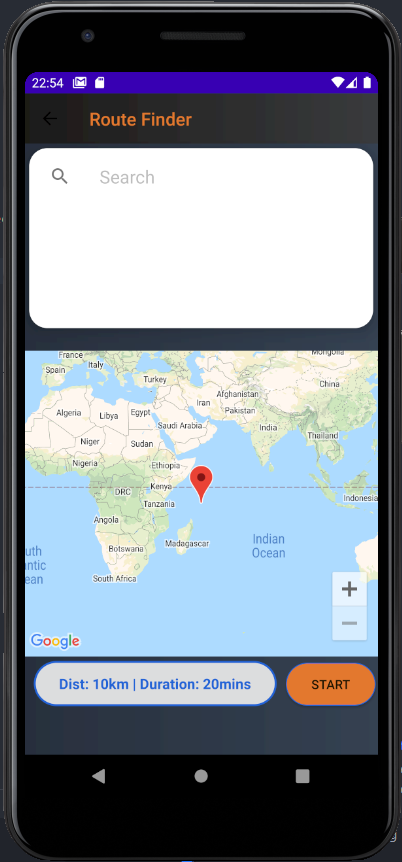 22:54
Route Finder
Search
France
Italy
Mongolia
Spain
Turkey
China
Afghanistan
Iran
Pakistan
Algeria
Libya
Egypt
Saudi Arabia
India
Thailand
Niger
Sudan
Nigeria
Ethiopia
Kenya
DRC
Tanzania
Indonesia
Angola
Botswana
Madagascar
Indian
Ocean
uth
ntic
ean
South Africa
Google
Dist: 10km | Duration: 20mins
START